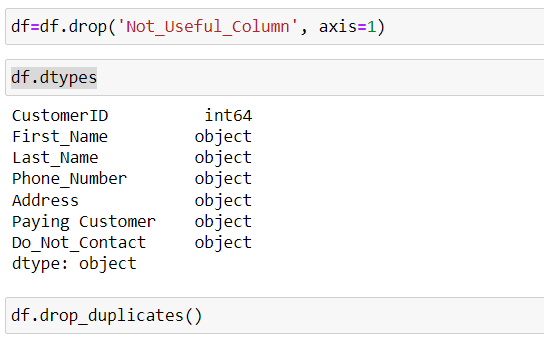 df=df.drop('Not_Useful_Column', axis=1)
df.dtypes
CustomerID int64
First_Name object
Last_Name object
Phone_Number object
Address object
Paying Customer object
Do_Not_Contact object
dtype: object
df.drop_duplicates()